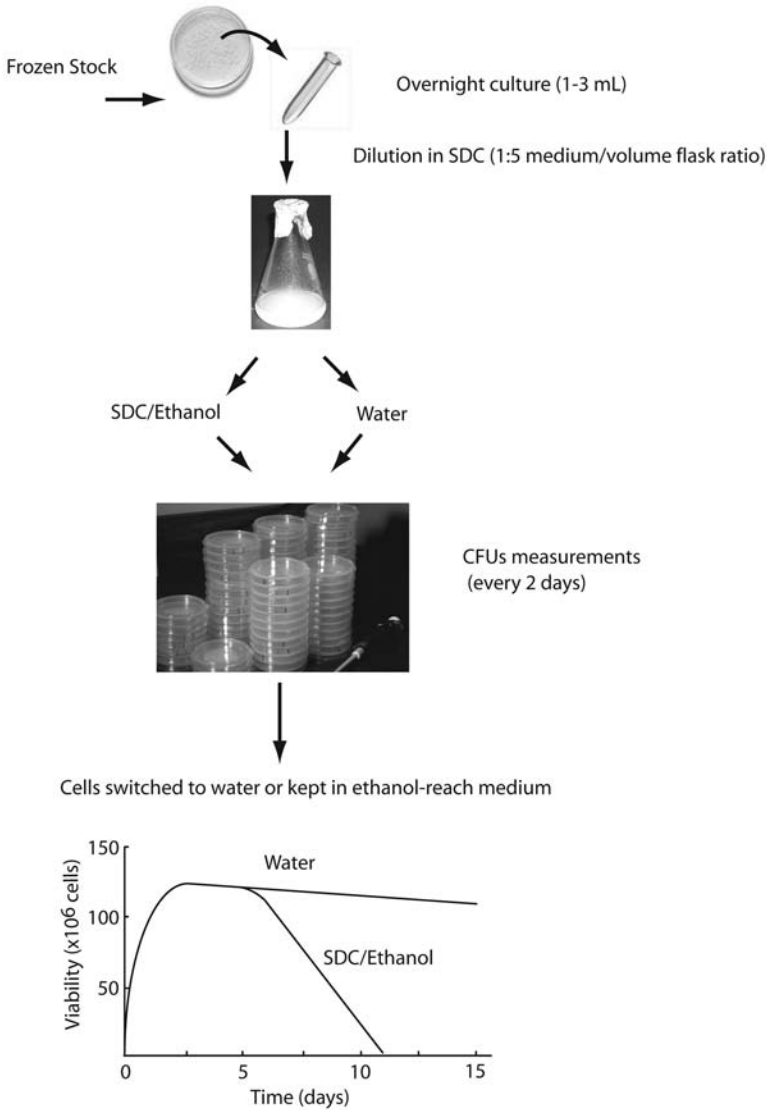 Frozen Stock
Overnight culture (1-3 mL)
Dilution in SDC (1:5 medium/volume flask ratio)
SDC/Ethanol
Water
CFUs measurements
(every 2 days)
Cells switched to water or kept in ethanol-reach medium
Viability (x10⁶ cells)
150
100
50
Water
SDC/Ethanol
0
5
10
15
Time (days)